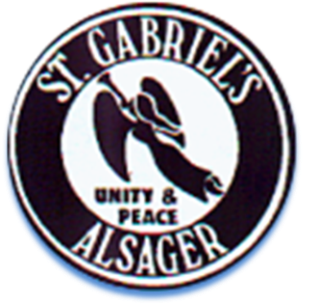 ST. GABRIEL'S
UNITY &
PEACE
ALSAGER